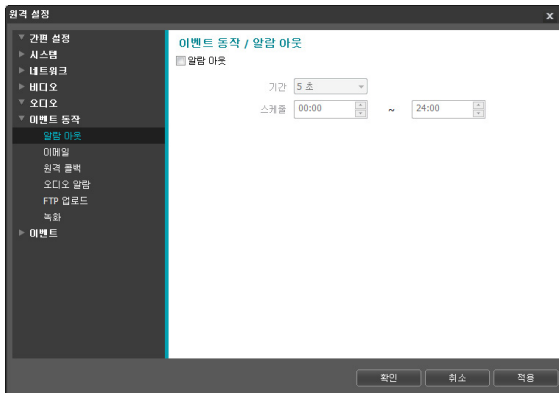 원격 설정
x
간편 설정
시스템
네트워크
비디오
오디오
이벤트 동작
알람 아웃
이메일
원격 콜백
오디오 알람
FTP 업로드
녹화
이벤트
이벤트 동작 / 알람 아웃
알람 아웃
기간 5 초
스케줄 00:00 ~ 24:00
확인 취소 적용